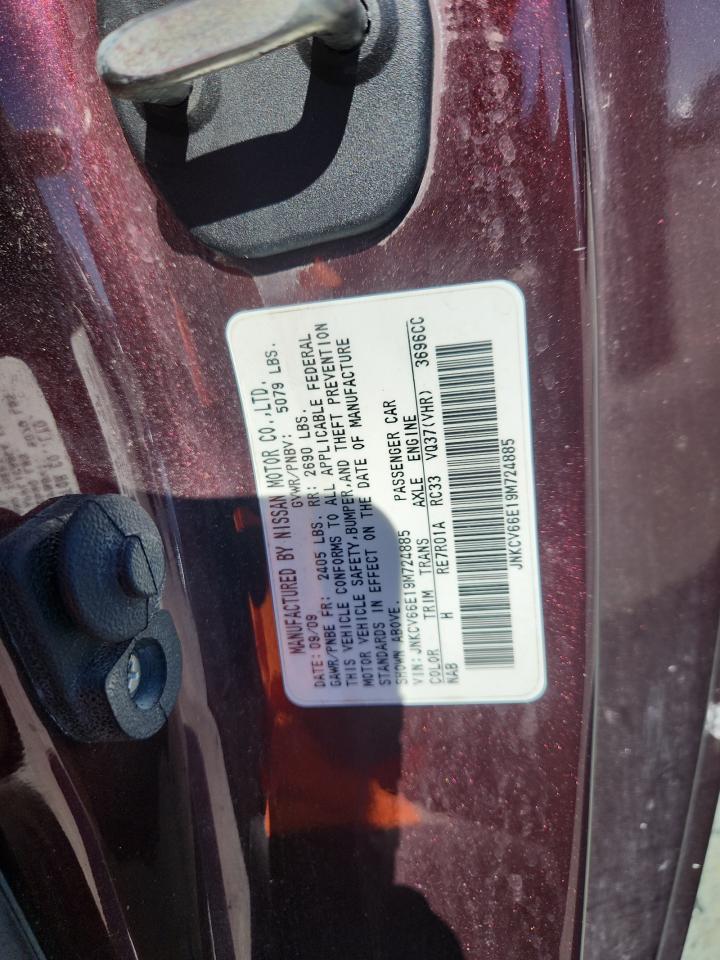 MANUFACTURED BY NISSAN MOTOR CO.,LTD.
DATE:09/09 GVWR/PNBV: 5079 LBS.
GAWR/PNBE FR: 2405 LBS. RR: 2690 LBS.
THIS VEHICLE CONFORMS TO ALL APPLICABLE FEDERAL
MOTOR VEHICLE SAFETY,BUMPER,AND THEFT PREVENTION
STANDARDS IN EFFECT ON THE DATE OF MANUFACTURE
SHOWN ABOVE.
VIN:JNKCV66E19M724885 PASSENGER CAR
COLOR TRIM TRANS AXLE ENGINE
NAB H RE7R01A RC33 VQ37(VHR) 3696CC
JNKCV66E19M724885